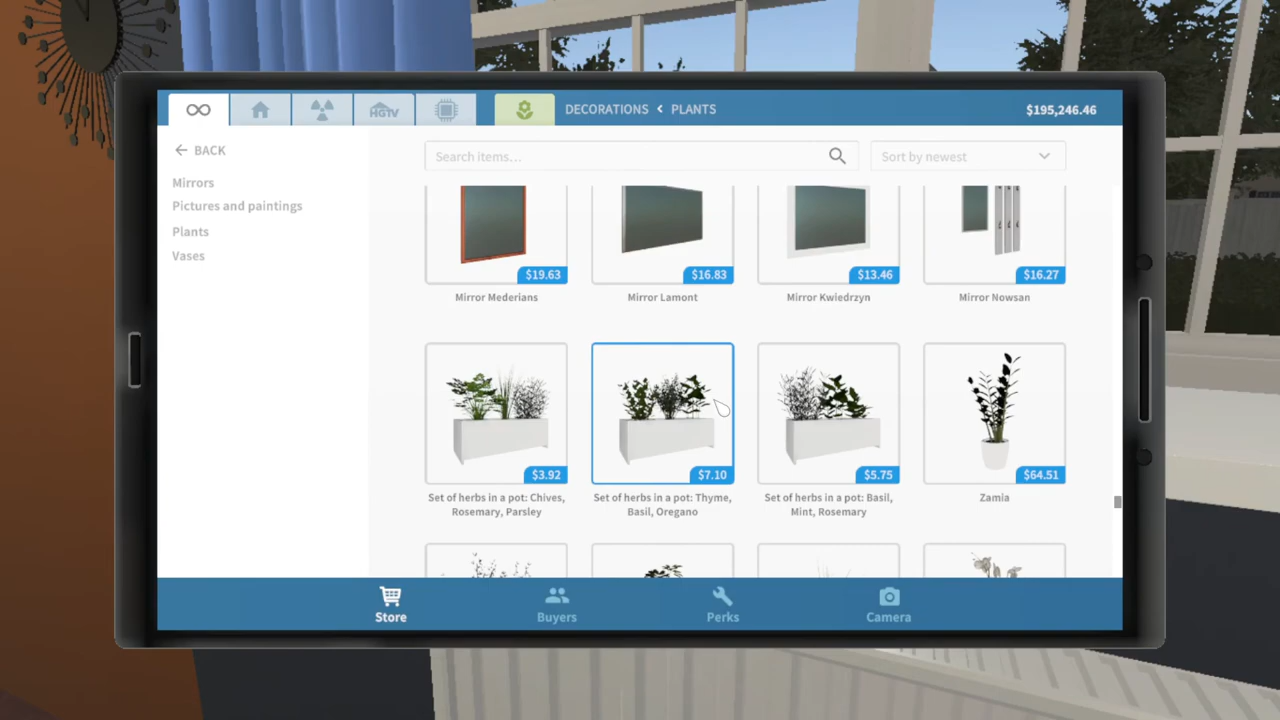 HGTV
DECORATIONS < PLANTS
$195,246.46
BACK
Mirrors
Pictures and paintings
Plants
Vases
Search items...
Sort by newest
$19.63
$16.83
$13.46
$16.27
Mirror Mederians
Mirror Lamont
Mirror Kwiedrzyn
Mirror Nowsan
$3.92
$7.10
$5.75
$64.51
Set of herbs in a pot: Chives,
Rosemary, Parsley
Set of herbs in a pot: Thyme,
Basil, Oregano
Set of herbs in a pot: Basil,
Mint, Rosemary
Zamia
Store
Buyers
Perks
Camera